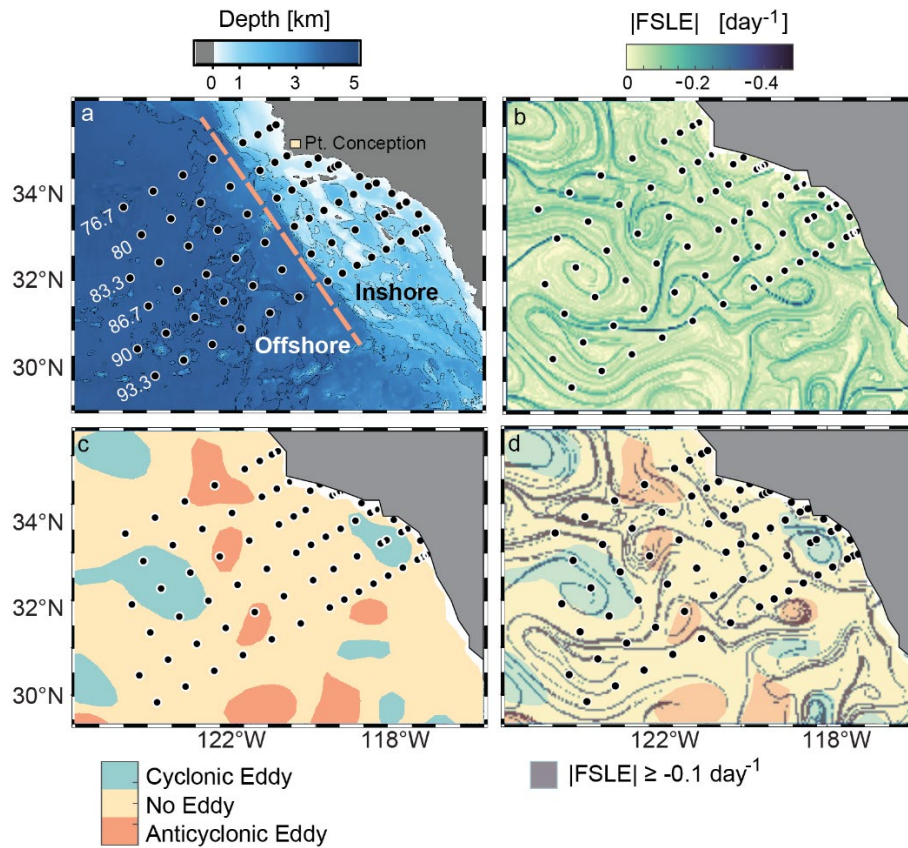 Depth [km]
0 1 3 5
|FSLE| [day⁻¹]
0 -0.2 -0.4
a
Pt. Conception
34°N
32°N
30°N
76.7
80
83.3
86.7
90
93.3
Inshore
Offshore
b
c
34°N
32°N
30°N
122°W 118°W
d
122°W 118°W
Cyclonic Eddy
No Eddy
Anticyclonic Eddy
|FSLE| ≥ -0.1 day⁻¹